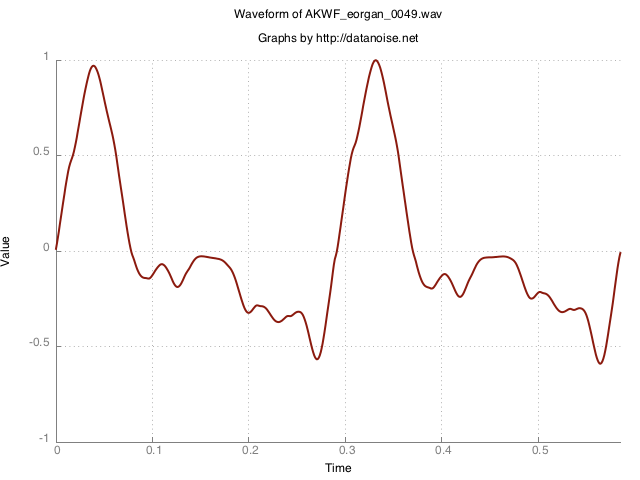 Waveform of AKWF_eorgan_0049.wav
Graphs by http://datanoise.net
1
0.5
0
-0.5
-1
Value
0 0.1 0.2 0.3 0.4 0.5
Time